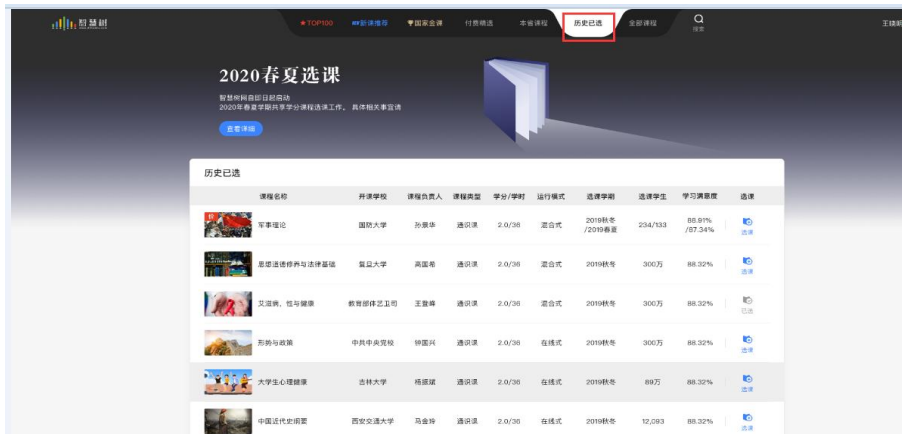 智慧树
TOP100 新课推荐 国家金课 付费精选 本省课程 历史已选 全部课程 搜索
2020春夏选课
智慧树网自即日起启动
2020年春夏学期共享学分课程选课工作。 具体相关事宜请
查看详细
历史已选
课程名称 开课学校 课程负责人 课程类型 学分/学时 运行模式 选课学期 选课学生 学习满意度 选课
军事理论 国防大学 孙景华 通识课 2.0/36 混合式 2019秋冬 /2019春夏 234/133 88.91% /87.34% 选课
思想道德修养与法律基础 复旦大学 高国希 通识课 2.0/36 混合式 2019秋冬 300万 88.32% 选课
艾滋病，性与健康 教育部体艺卫司 王登峰 通识课 2.0/36 混合式 2019秋冬 300万 88.32% 已选
形势与政策 中共中央党校 钟国兴 通识课 2.0/36 在线式 2019秋冬 300万 88.32% 选课
大学生心理健康 吉林大学 杨振斌 通识课 2.0/36 在线式 2019秋冬 89万 88.32% 选课
中国近代史纲要 西安交通大学 马金玲 通识课 2.0/36 在线式 2019秋冬 12,093 88.32% 选课